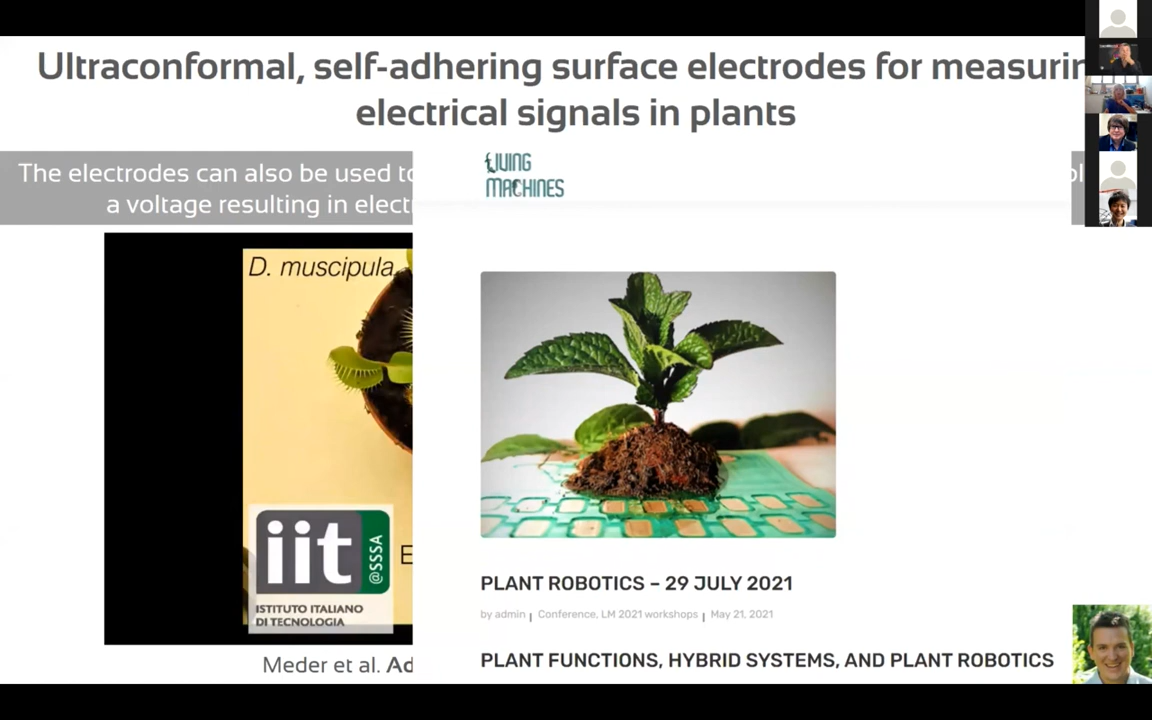 Ultraconformal, self-adhering surface electrodes for measurin
electrical signals in plants
The electrodes can also be used to
a voltage resulting in elect
LIVING
MACHINES
D. muscipula
iit
@SSSA
ISTITUTO ITALIANO
DI TECNOLOGIA
E
Meder et al. Ad
PLANT ROBOTICS – 29 JULY 2021
by admin | Conference, LM 2021 workshops | May 21, 2021
PLANT FUNCTIONS, HYBRID SYSTEMS, AND PLANT ROBOTICS